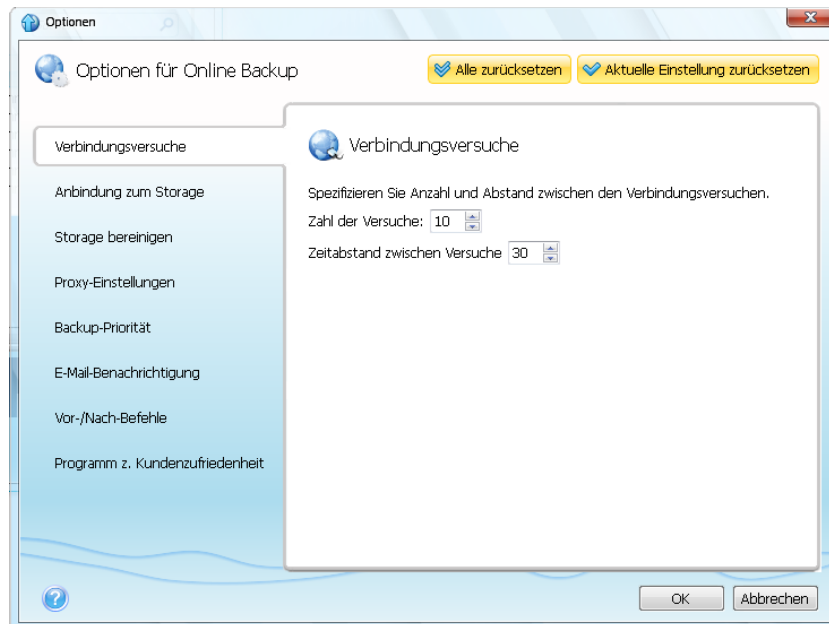 Optionen
Optionen für Online Backup
Alle zurücksetzen
Aktuelle Einstellung zurücksetzen
Verbindungsversuche
Anbindung zum Storage
Storage bereinigen
Proxy-Einstellungen
Backup-Priorität
E-Mail-Benachrichtigung
Vor-/Nach-Befehle
Programm z. Kundenzufriedenheit
Verbindungsversuche
Spezifizieren Sie Anzahl und Abstand zwischen den Verbindungsversuchen.
Zahl der Versuche: 10
Zeitabstand zwischen Versuche 30
OK
Abbrechen